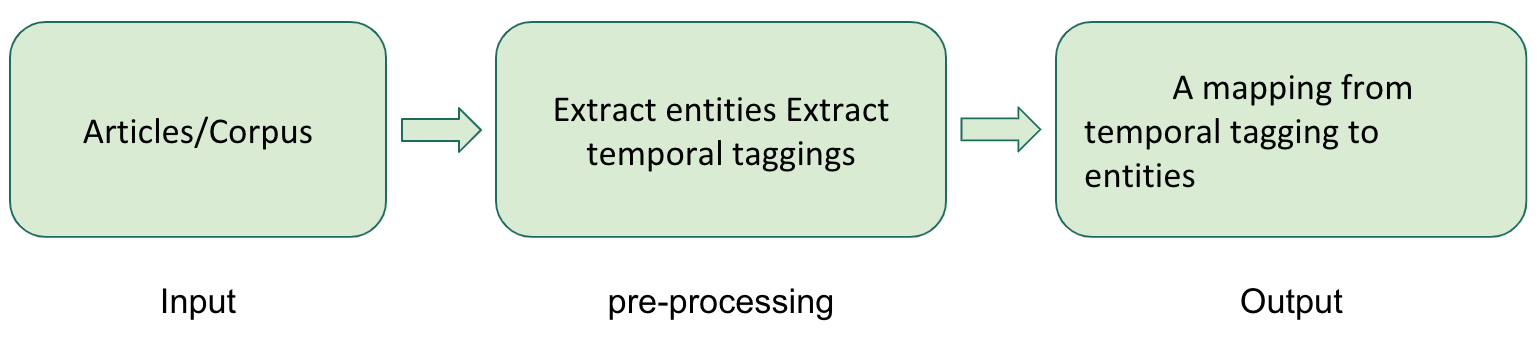 Articles/Corpus
Extract entities Extract
temporal taggings
A mapping from
temporal tagging to
entities
Input
pre-processing
Output